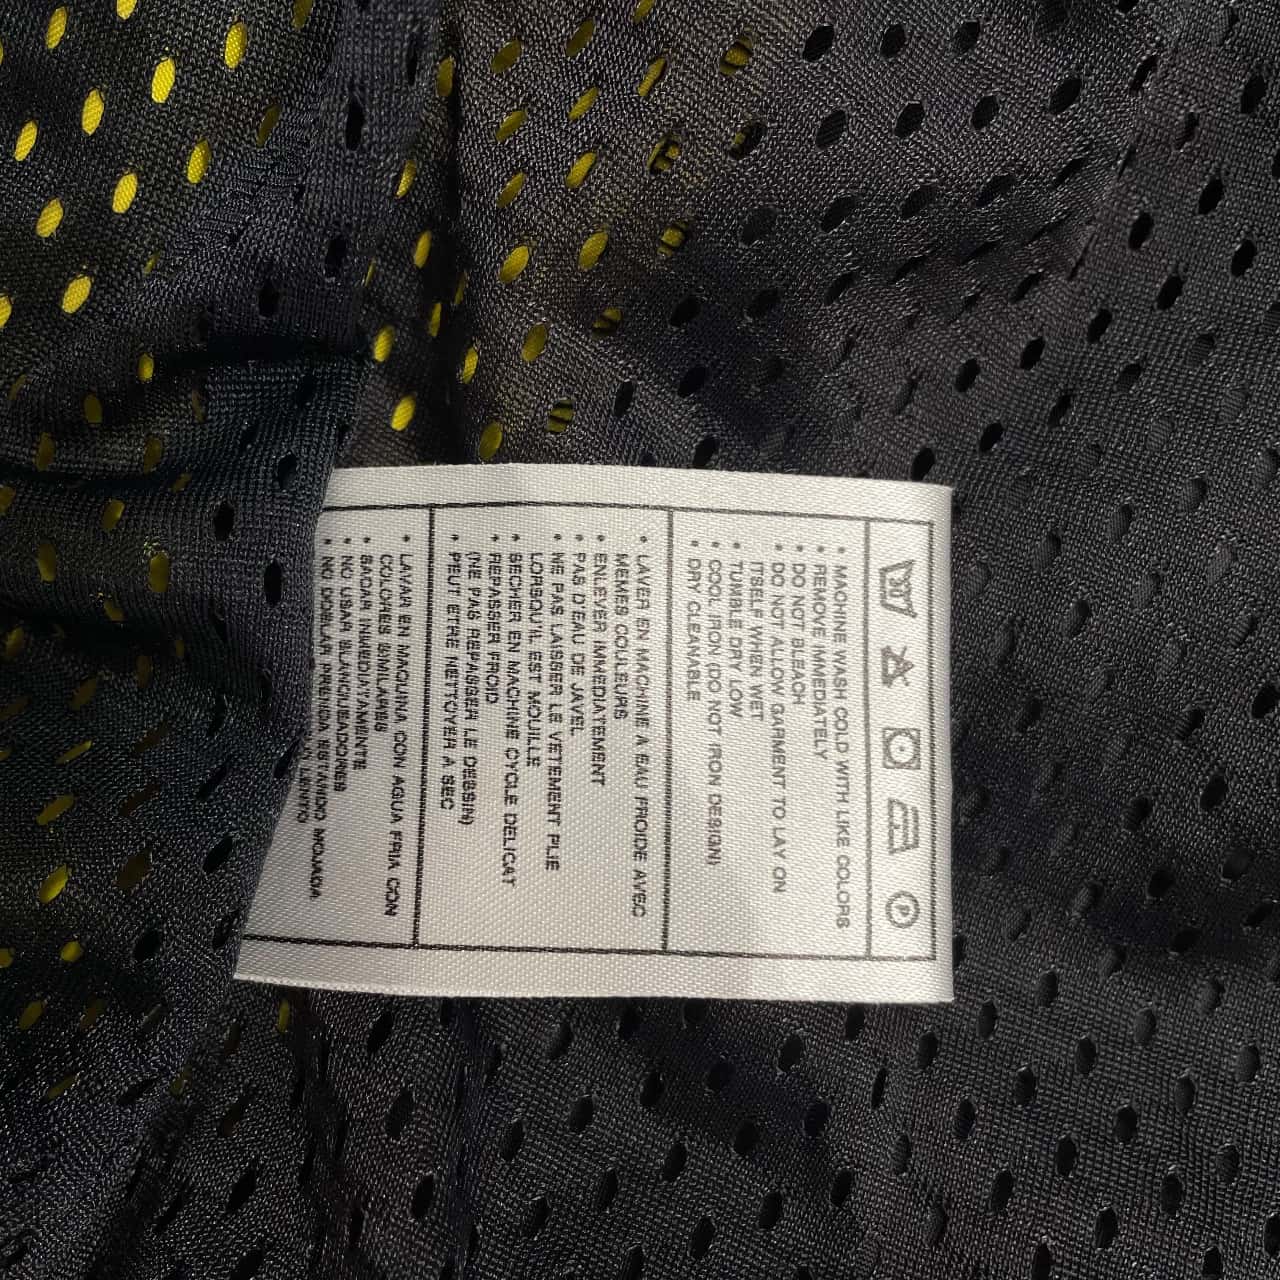 30
P
• MACHINE WASH COLD WITH LIKE COLORS
• REMOVE IMMEDIATELY
• DO NOT BLEACH
• DO NOT ALLOW GARMENT TO LAY ON
ITSELF WHEN WET
• TUMBLE DRY LOW
• COOL IRON (DO NOT IRON DESIGN)
• DRY CLEANABLE
• LAVER EN MACHINE A EAU FROIDE AVEC
MEMES COULEURS
• ENLEVER IMMEDIATEMENT
• PAS D'EAU DE JAVEL
• NE PAS LAISSER LE VETEMENT PLIE
LORSQU'IL EST MOUILLE
• SECHER EN MACHINE CYCLE DELICAT
• REPASSER FROID
(NE PAS REPASSER LE DESSIN)
• PEUT ETRE NETTOYER A SEC
• LAVAR EN MAQUINA CON AGUA FRIA CON
COLORES SIMILARES
• SACAR INMEDIATAMENTE
• NO USAR BLANQUEADORES
• NO DOBLAR PRENDA ESTANDO MOJADA
LENTO